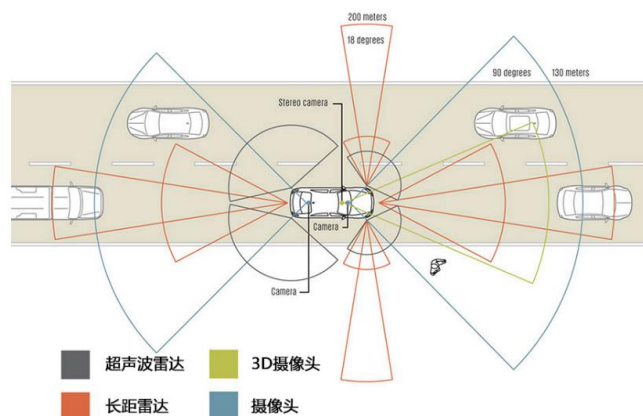 200 meters
18 degrees
90 degrees
130 meters
Stereo camera
Camera
Camera
超声波雷达
3D摄像头
长距雷达
摄像头